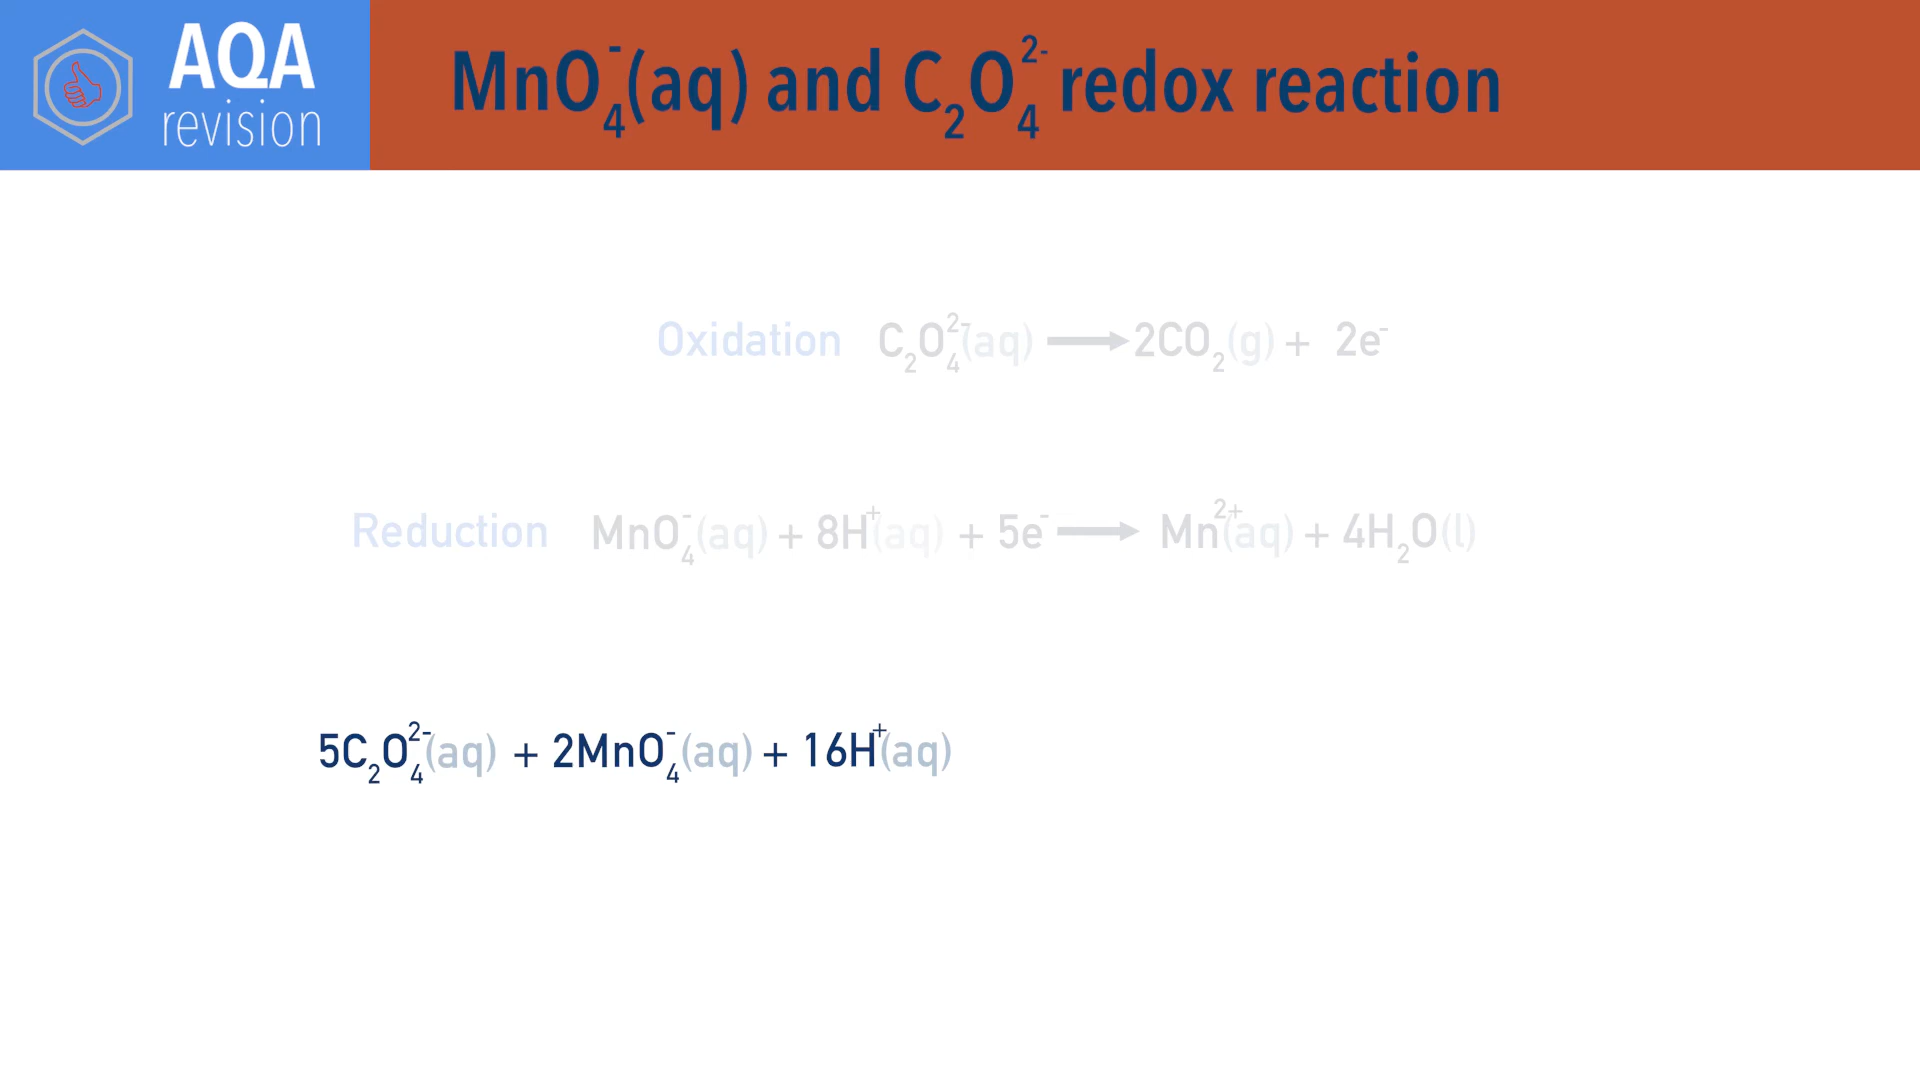 AQA
revision
MnO₄⁻(aq) and C₂O₄²⁻ redox reaction
Oxidation C₂O₄²⁻(aq) ⟶ 2CO₂(g) + 2e⁻
Reduction MnO₄⁻(aq) + 8H⁺(aq) + 5e⁻ ⟶ Mn²⁺(aq) + 4H₂O(l)
5C₂O₄²⁻(aq) + 2MnO₄⁻(aq) + 16H⁺(aq)